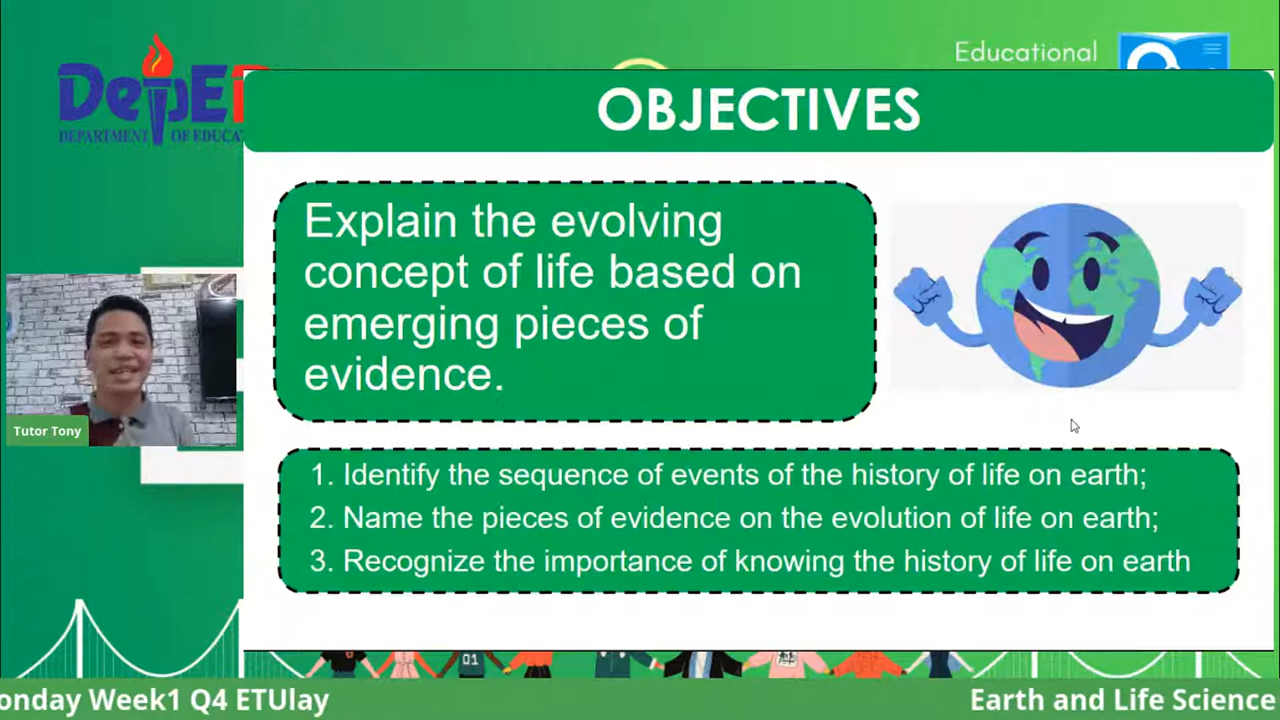 DepE
DEPARTMENT OF EDUCA
Educational
OBJECTIVES
Explain the evolving
concept of life based on
emerging pieces of
evidence.
Tutor Tony
1. Identify the sequence of events of the history of life on earth;
2. Name the pieces of evidence on the evolution of life on earth;
3. Recognize the importance of knowing the history of life on earth
01
onday Week1 Q4 ETUlay
Earth and Life Science